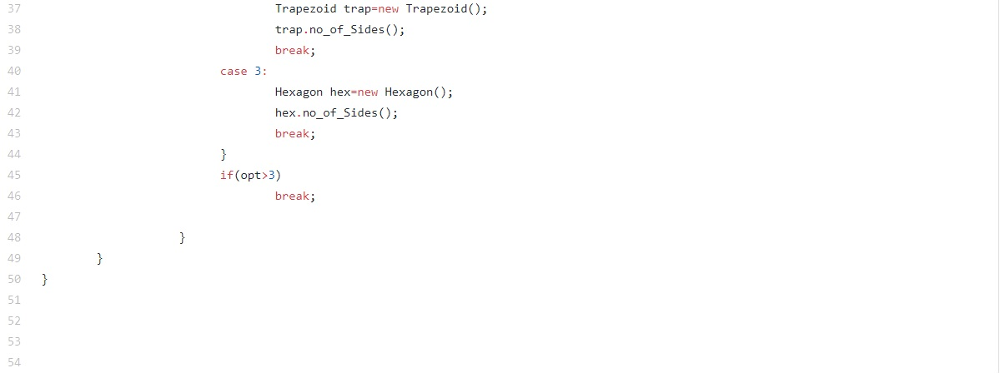 37 Trapezoid trap=new Trapezoid();
38 trap.no_of_Sides();
39 break;
40 case 3:
41 Hexagon hex=new Hexagon();
42 hex.no_of_Sides();
43 break;
44 }
45 if(opt>3)
46 break;
47
48 }
49 }
50 }
51
52
53
54